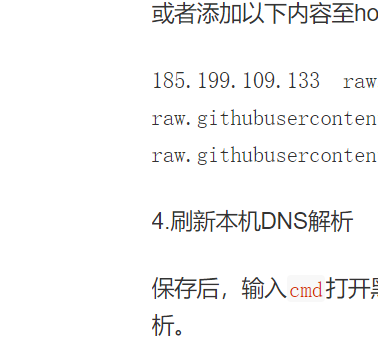 或者添加以下内容至ho
185.199.109.133 raw
raw.githubuserconten
raw.githubuserconten
4.刷新本机DNS解析
保存后，输入cmd打开黑
析。